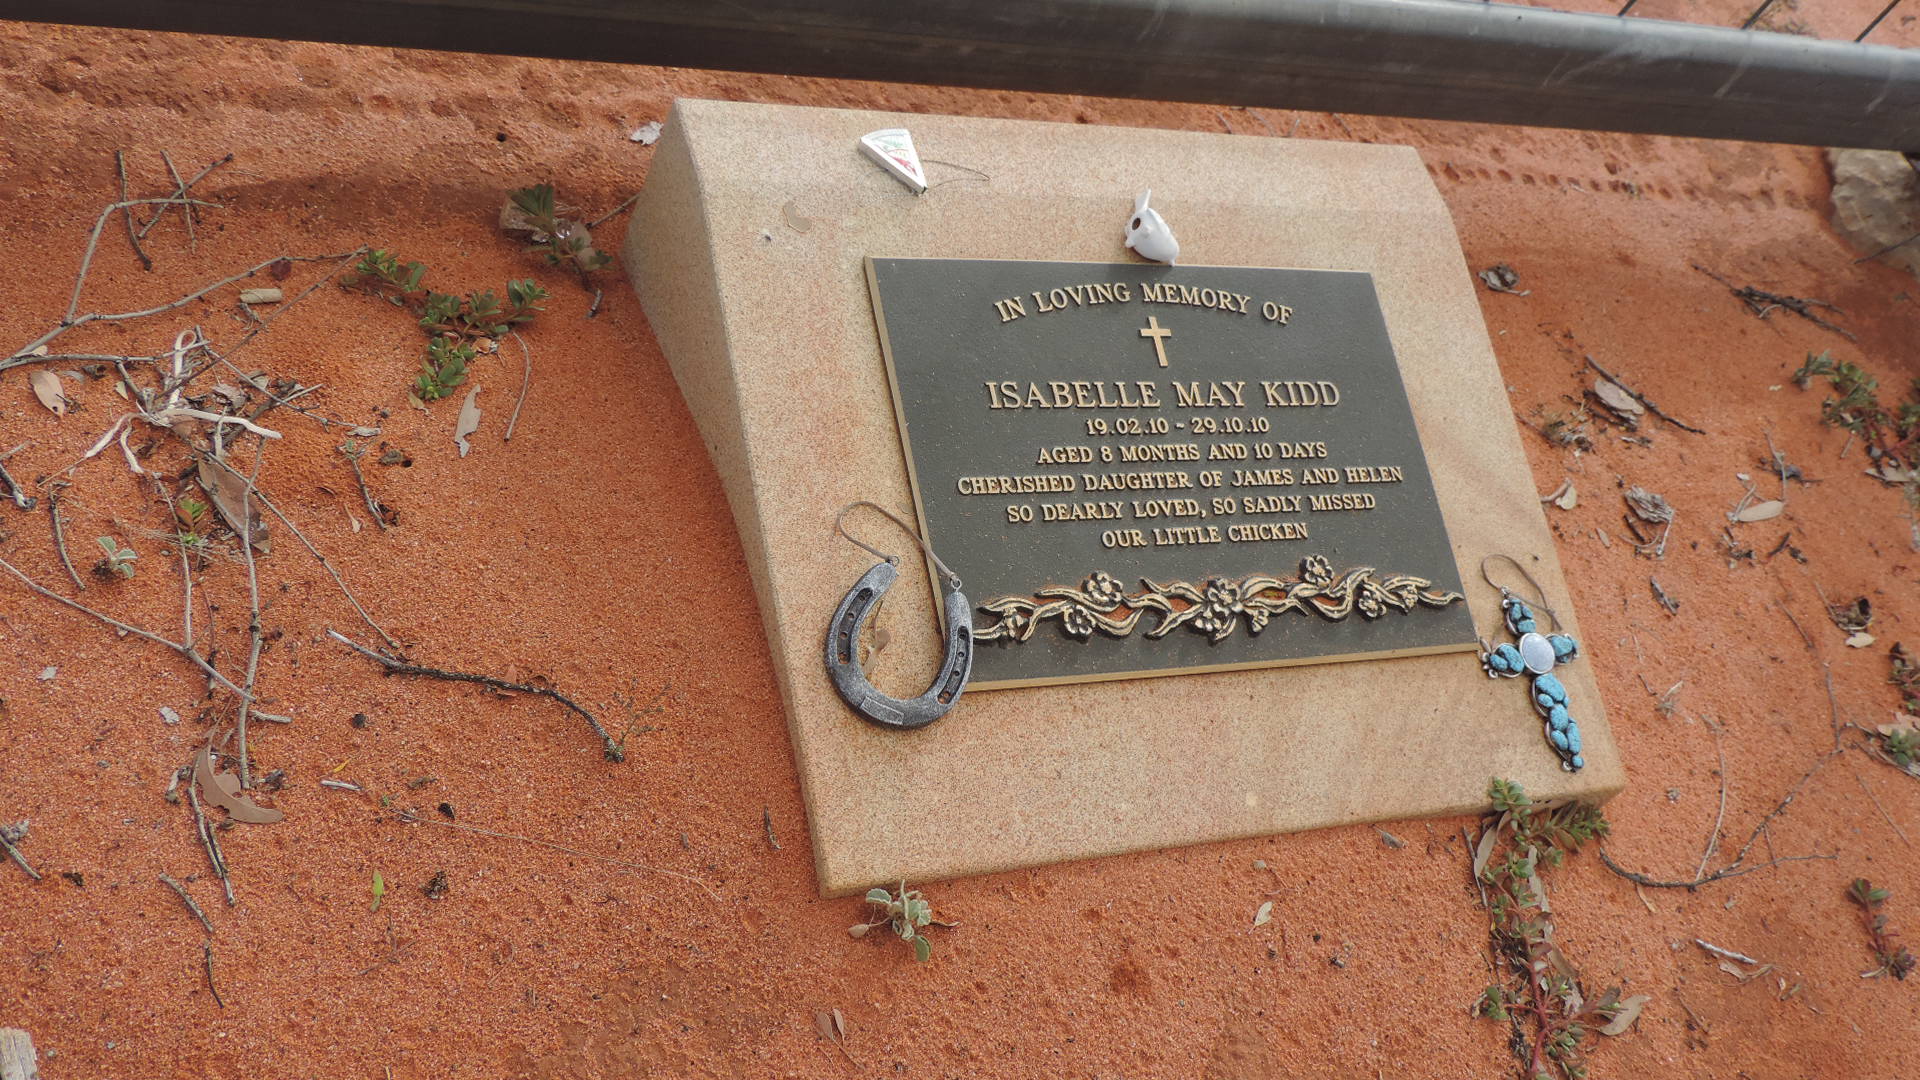 IN LOVING MEMORY OF
ISABELLE MAY KIDD
19.02.10 ~ 29.10.10
AGED 8 MONTHS AND 10 DAYS
CHERISHED DAUGHTER OF JAMES AND HELEN
SO DEARLY LOVED, SO SADLY MISSED
OUR LITTLE CHICKEN